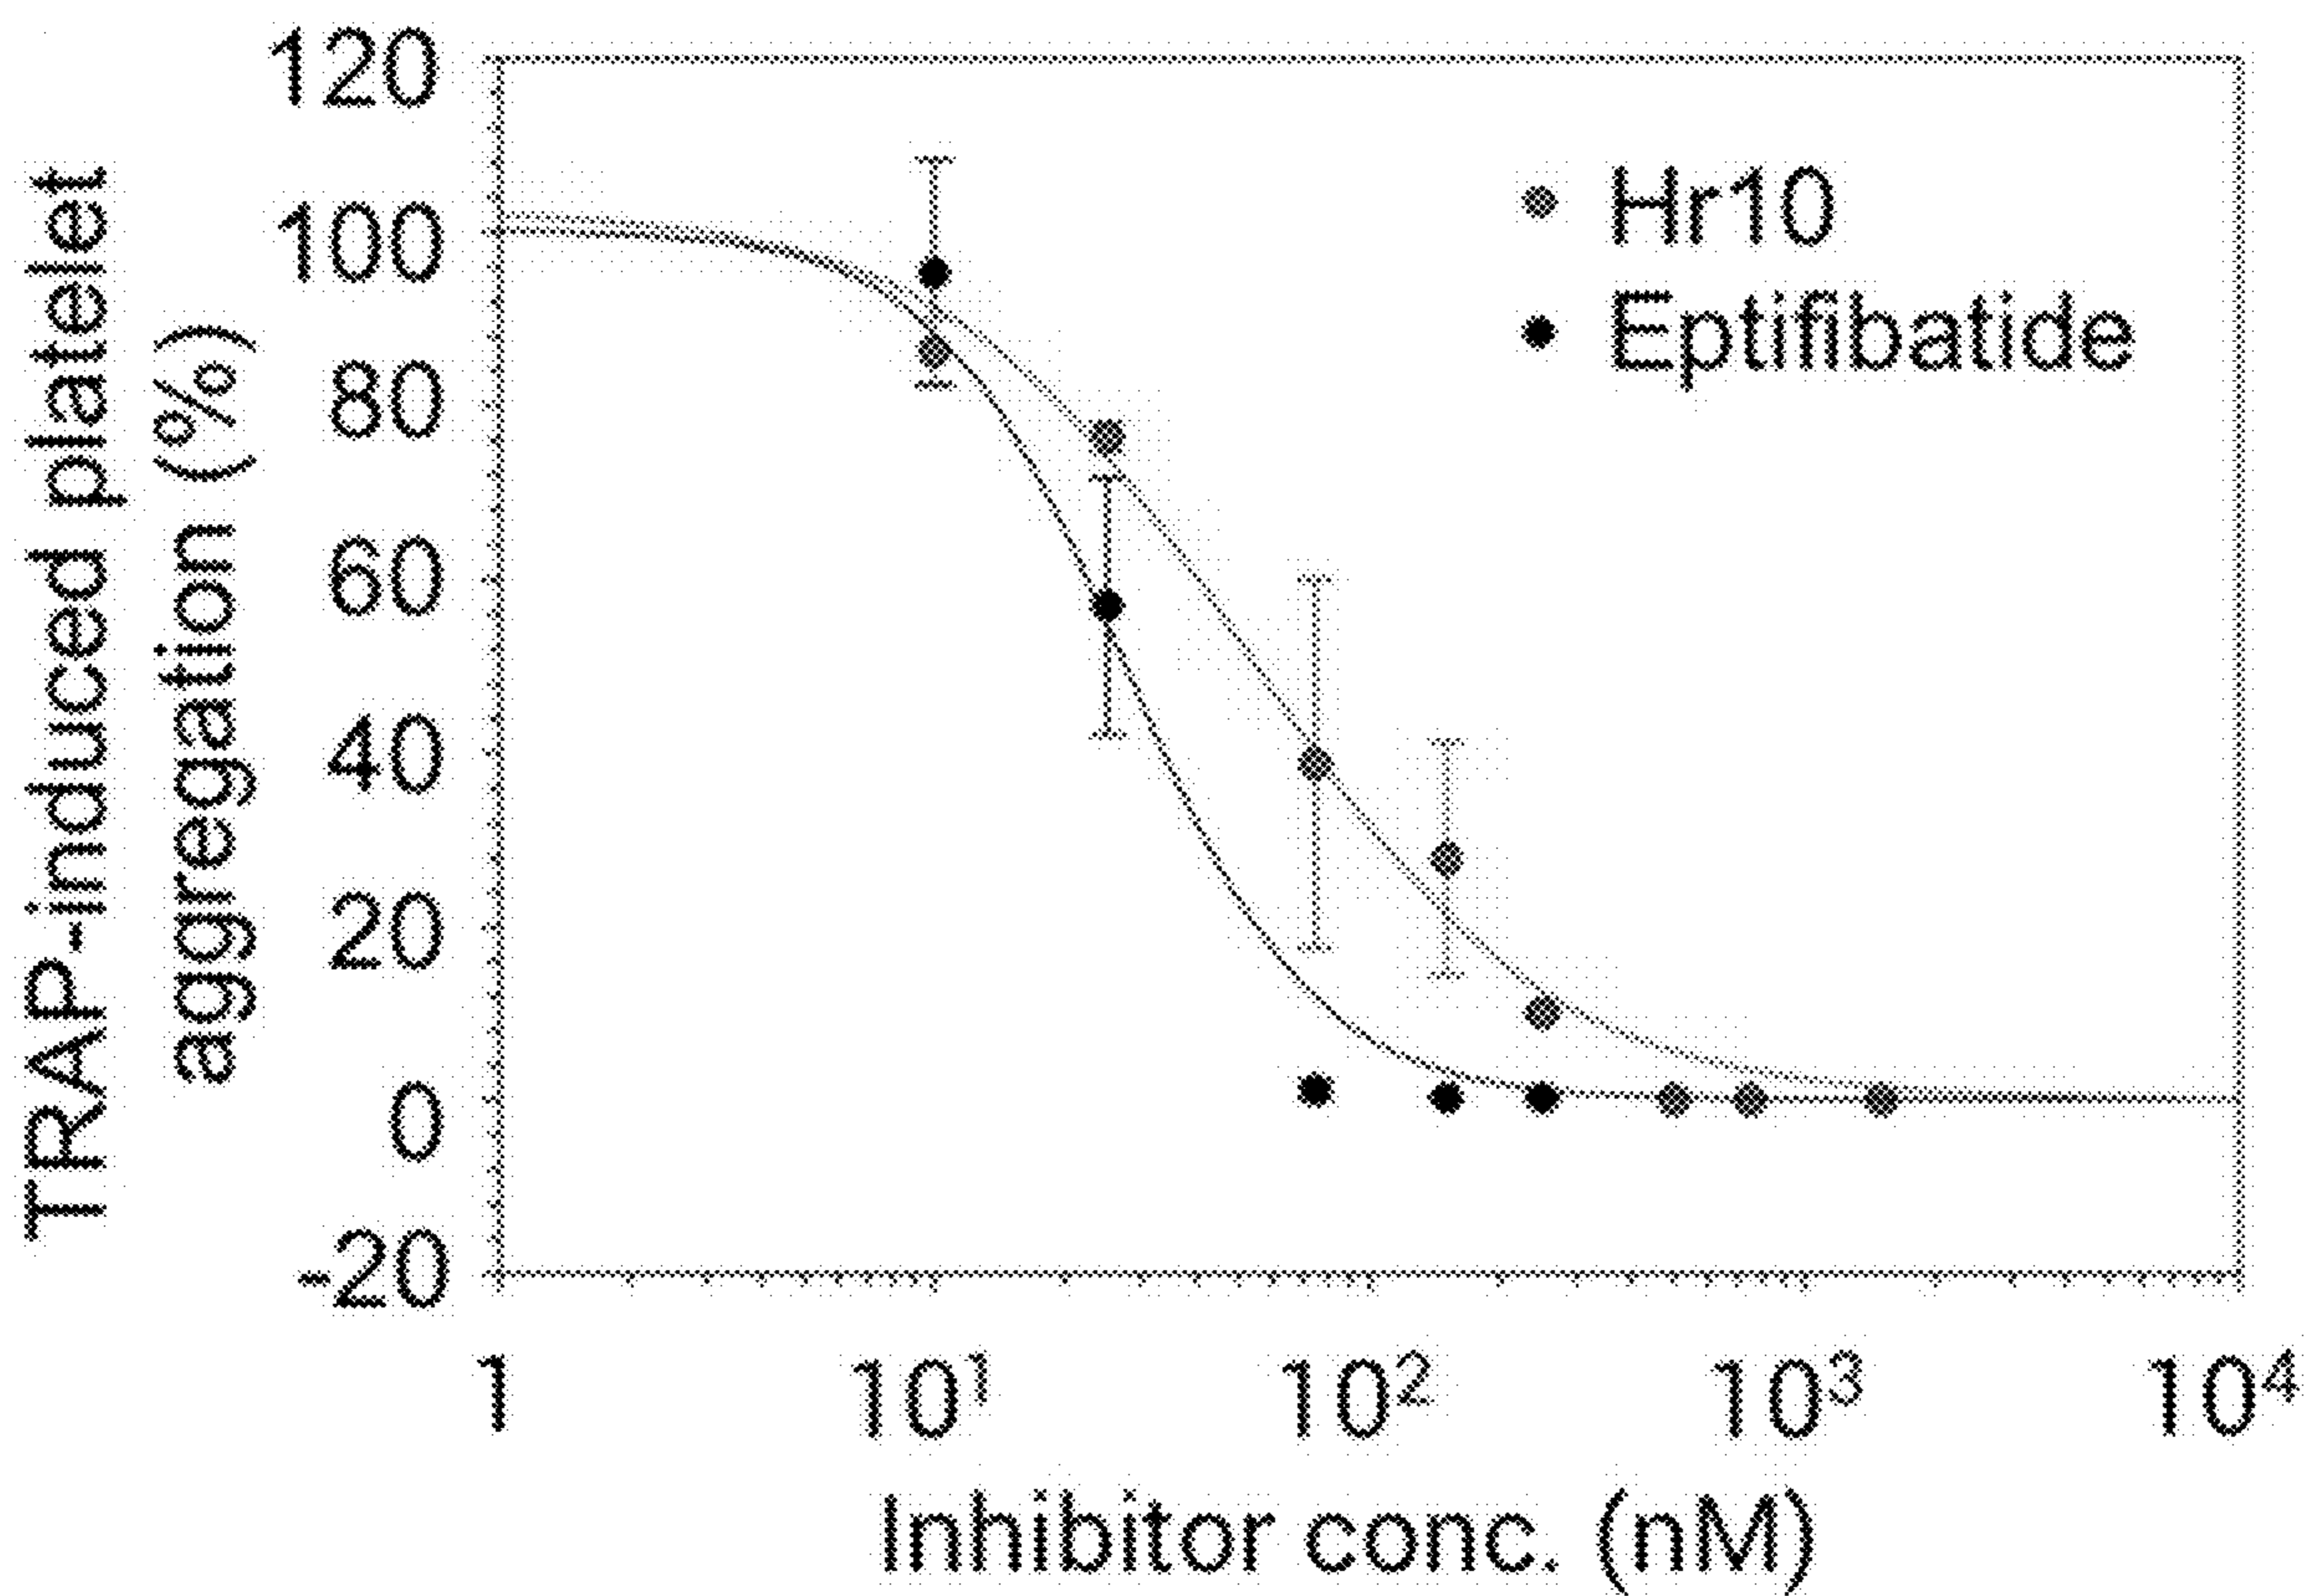 TRAP-induced platelet
aggregation (%)
120
100
80
60
40
20
0
-20
Hr10
Eptifibatide
1
10¹
10²
10³
10⁴
Inhibitor conc. (nM)